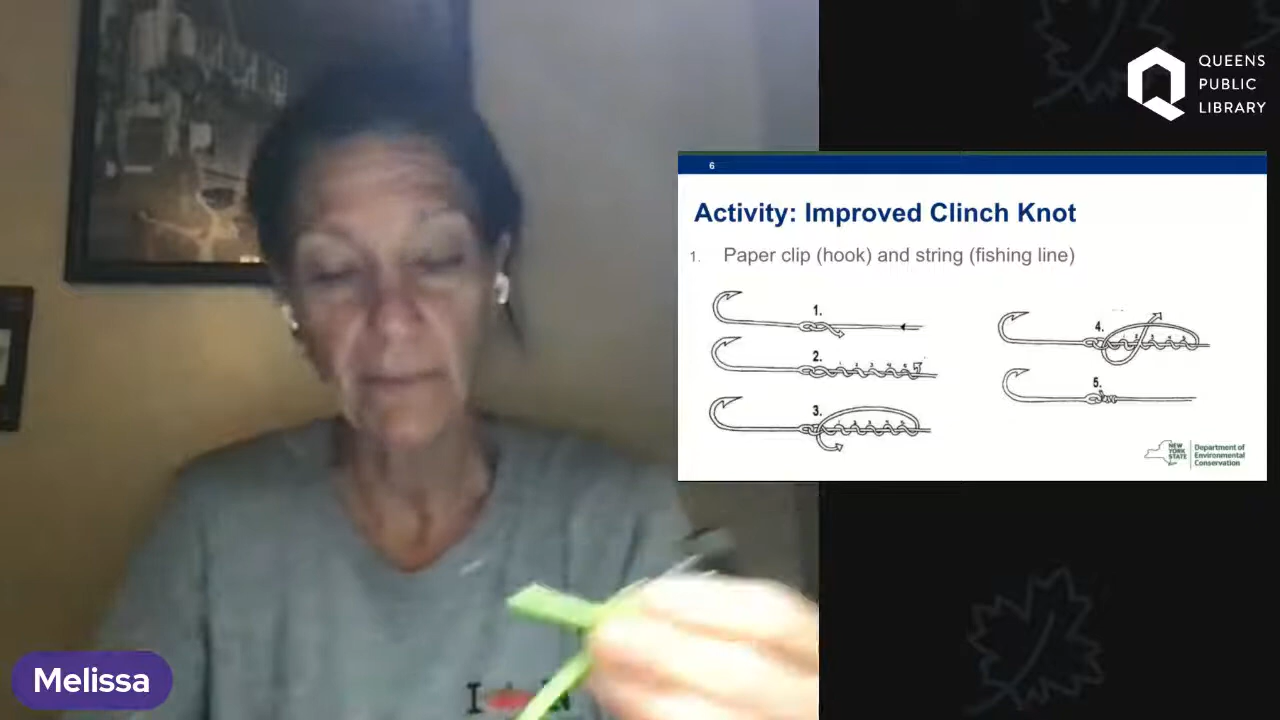 QUEENS
PUBLIC
LIBRARY
6
Activity: Improved Clinch Knot
1. Paper clip (hook) and string (fishing line)
1.
2.
3.
4.
5.
NEW
YORK
STATE
Department of
Environmental
Conservation
Melissa
I